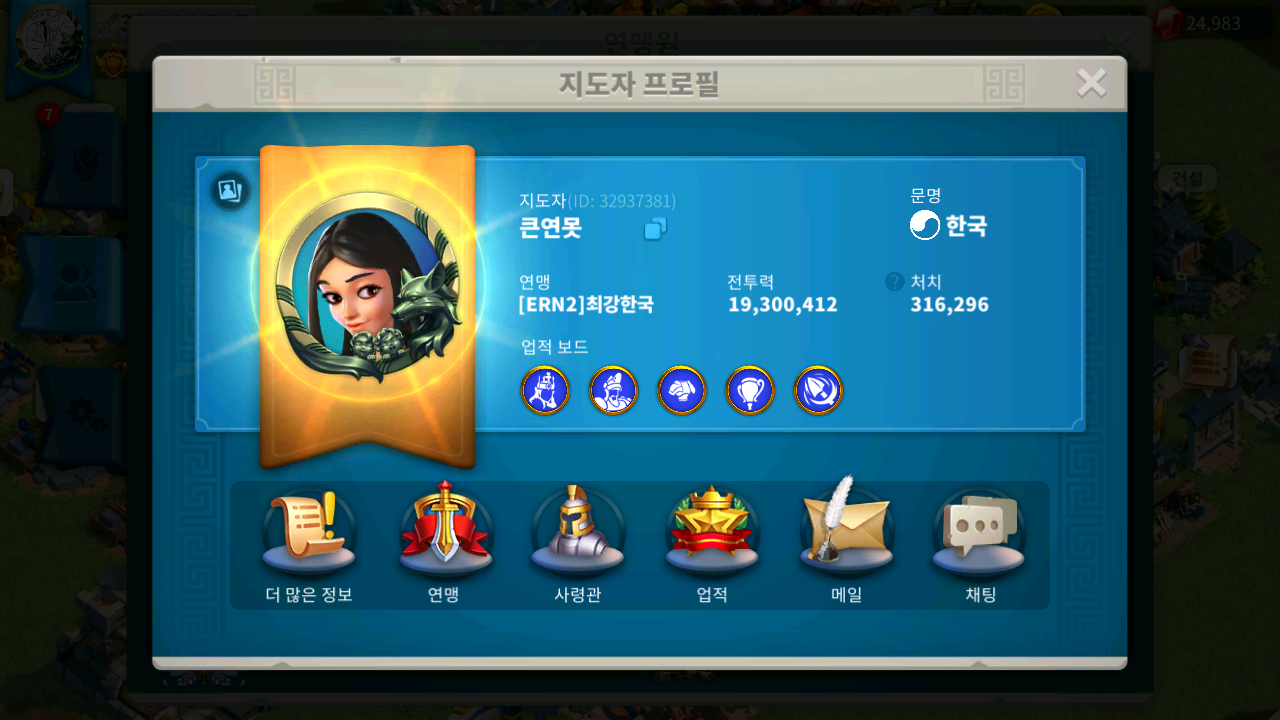 24,983
연맹원
지도자 프로필
7
건설
지도자(ID: 32937381)
큰연못
문명
한국
연맹
[ERN2]최강한국
전투력
19,300,412
?
처치
316,296
업적 보드
더 많은 정보
연맹
사령관
업적
메일
채팅